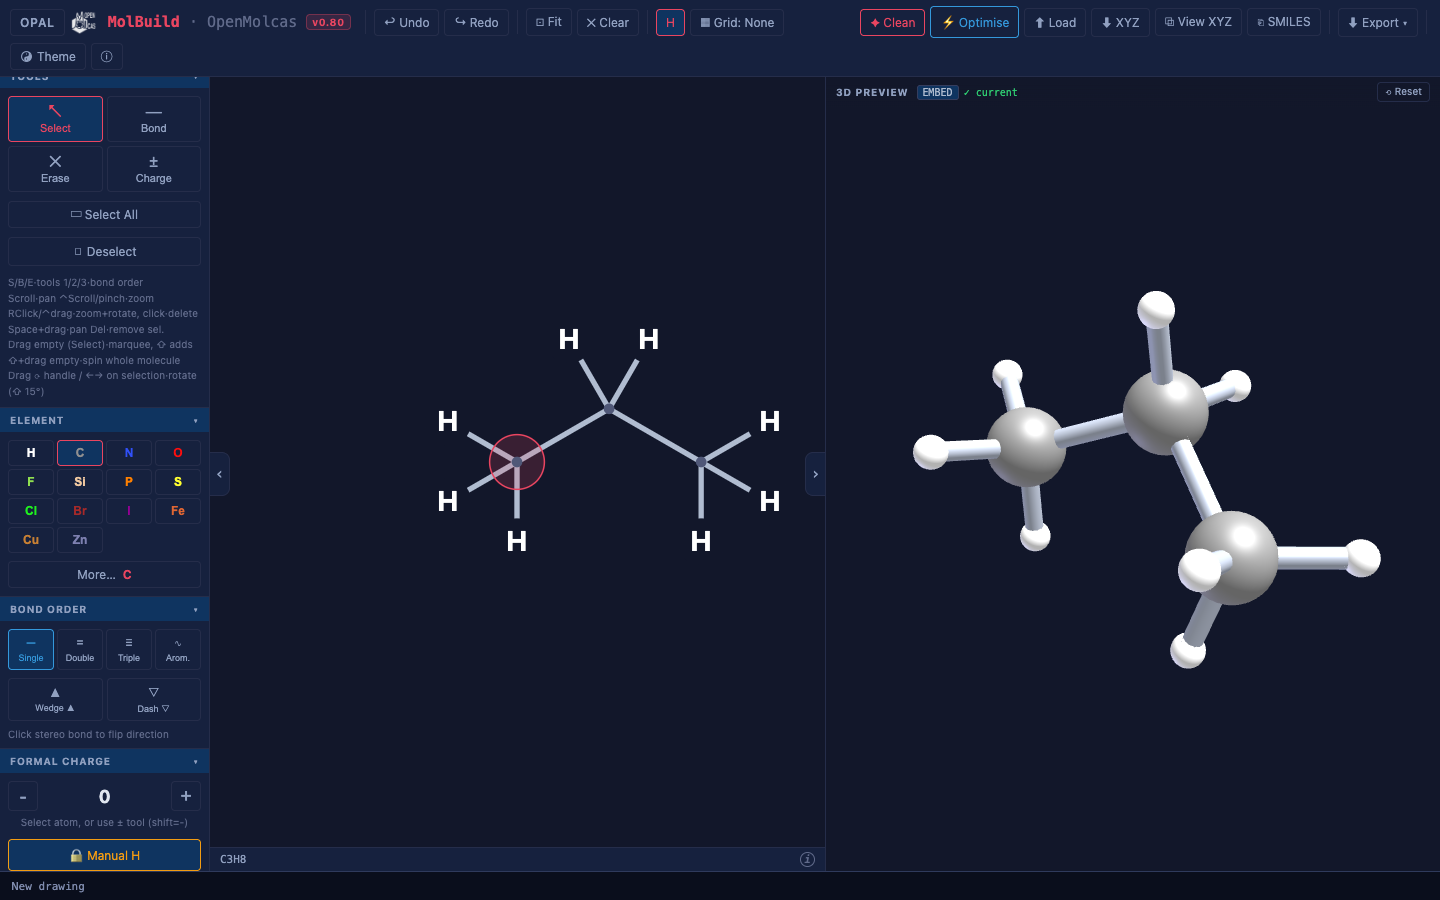 OPAL OPEN MOLCAS MolBuild · OpenMolcas v0.80 ↩ Undo ↪ Redo ⊡ Fit ✕ Clear H ▦ Grid: None ✦ Clean ⚡ Optimise ⬆ Load ⬇ XYZ View XYZ SMILES ⬇ Export ▾
Theme ⓘ
TOOLS
Select
Bond
Erase
± Charge
Select All
Deselect
S/B/E·tools 1/2/3·bond order
Scroll·pan ⌃Scroll/pinch·zoom
RClick/⌃drag·zoom+rotate, click·delete
Space+drag·pan Del·remove sel.
Drag empty (Select)·marquee, ⇧ adds
⇧+drag empty·spin whole molecule
Drag ⟳ handle / ←→ on selection·rotate
(⇧ 15°)
ELEMENT
H C N O
F Si P S
Cl Br I Fe
Cu Zn
More... C
BOND ORDER
Single Double Triple Arom.
Wedge ▲ Dash ▽
Click stereo bond to flip direction
FORMAL CHARGE
- 0 +
Select atom, or use ± tool (shift=-)
Manual H
‹
H H
H H
H H
H H
›
C3H8 i
3D PREVIEW EMBED ✓ current Reset
New drawing